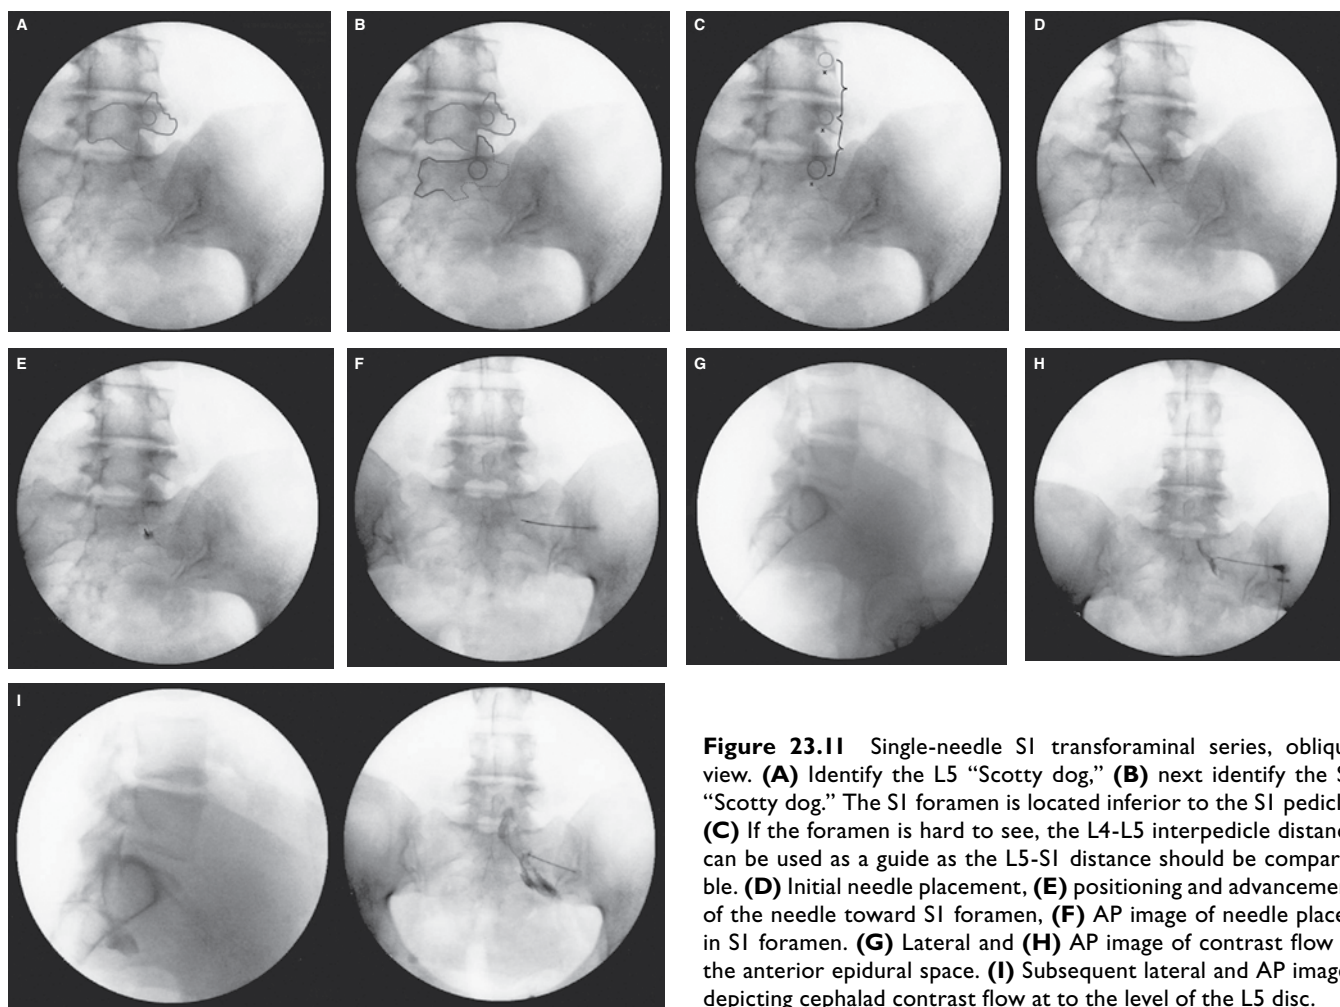 A
B
C
D
E
F
G
H
I
Figure 23.11 Single-needle S1 transforaminal series, obliqu
view. (A) Identify the L5 “Scotty dog,” (B) next identify the S
“Scotty dog.” The S1 foramen is located inferior to the S1 pedicl
(C) If the foramen is hard to see, the L4-L5 interpedicle distanc
can be used as a guide as the L5-S1 distance should be compar
ble. (D) Initial needle placement, (E) positioning and advancemen
of the needle toward S1 foramen, (F) AP image of needle place
in S1 foramen. (G) Lateral and (H) AP image of contrast flow
the anterior epidural space. (I) Subsequent lateral and AP image
depicting cephalad contrast flow at to the level of the L5 disc.